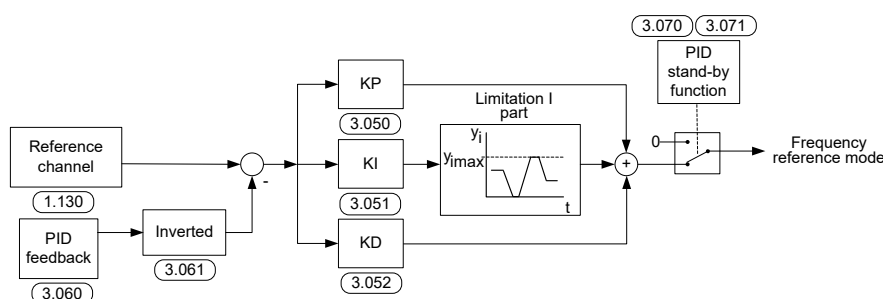 3.070 3.071
PID
stand-by
function
KP
3.050
Limitation I
part
yi
yimax
t
0
Frequency
reference mode
Reference
channel
1.130
-
KI
3.051
+
PID
feedback
3.060
Inverted
3.061
KD
3.052